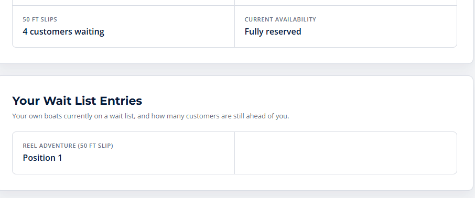 50 FT SLIPS
4 customers waiting
CURRENT AVAILABILITY
Fully reserved
Your Wait List Entries
Your own boats currently on a wait list, and how many customers are still ahead of you.
REEL ADVENTURE (50 FT SLIP)
Position 1